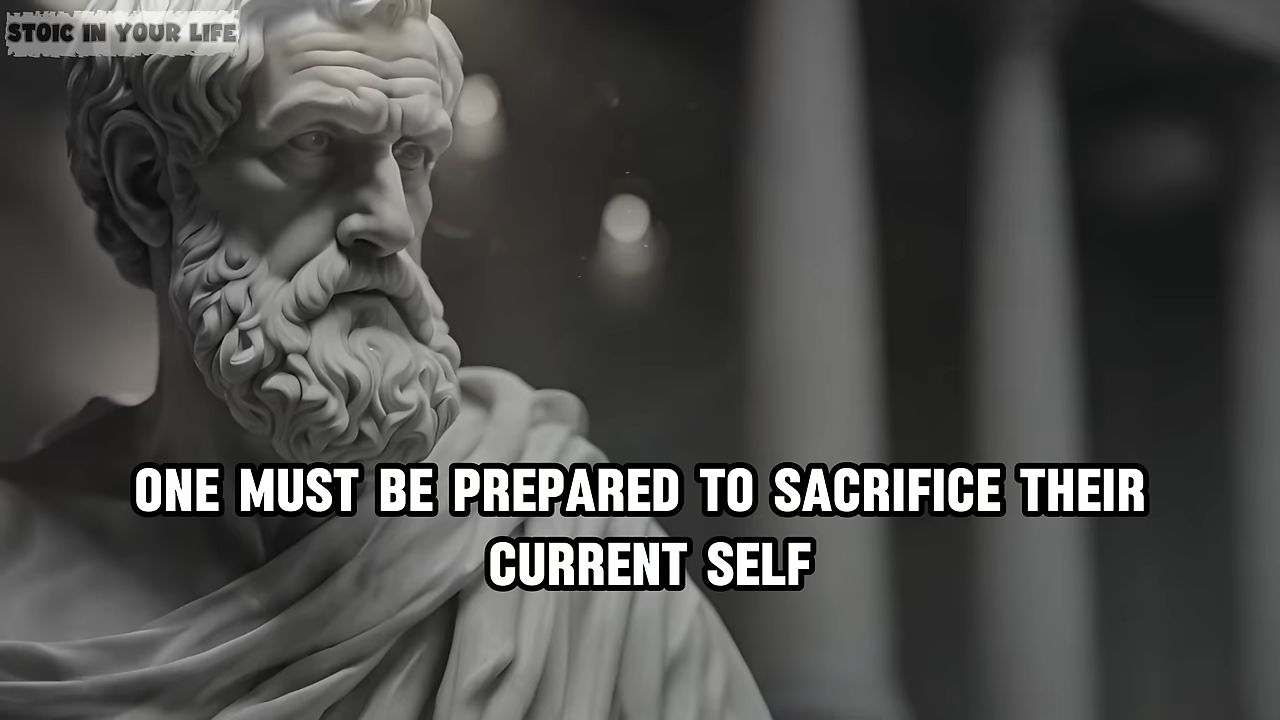 STOIC IN YOUR LIFE
ONE MUST BE PREPARED TO SACRIFICE THEIR
CURRENT SELF